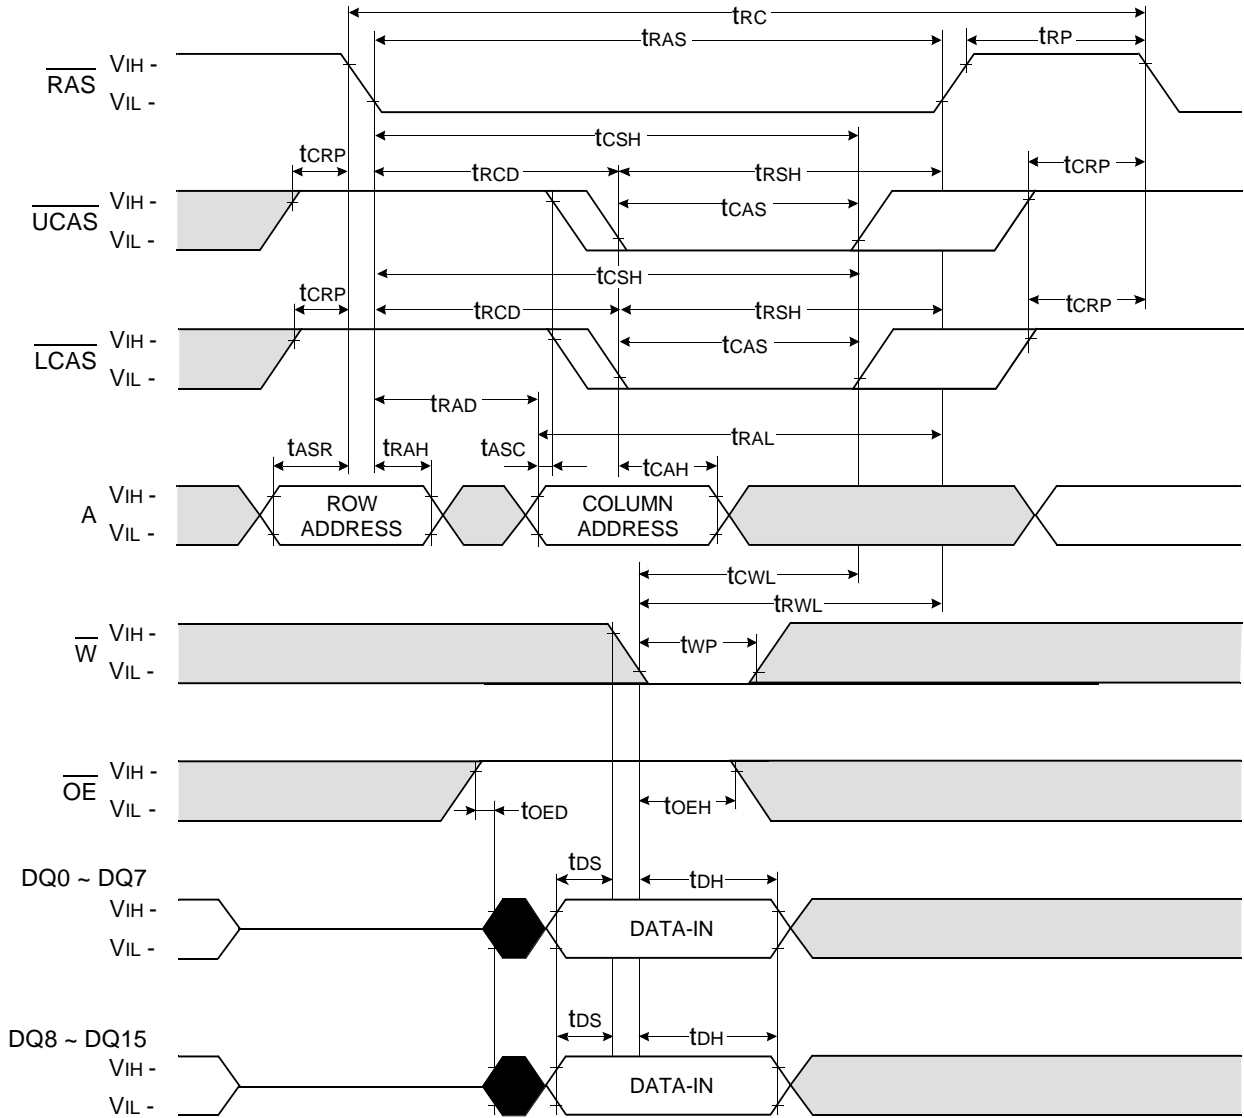 tRC
tRAS
tRP
RAS
VIH -
VIL -
tCSH
tCRP
tRCD
tRSH
tCRP
UCAS
VIH -
VIL -
tCAS
tCSH
tCRP
tRCD
tRSH
tCRP
LCAS
VIH -
VIL -
tCAS
tRAD
tRAL
tASR
tRAH
tASC
tCAH
A
VIH -
VIL -
ROW
ADDRESS
COLUMN
ADDRESS
tCWL
tRWL
W
VIH -
VIL -
tWP
OE
VIH -
VIL -
tOED
tOEH
DQ0 ~ DQ7
tDS
tDH
VIH -
VIL -
DATA-IN
DQ8 ~ DQ15
tDS
tDH
VIH -
VIL -
DATA-IN